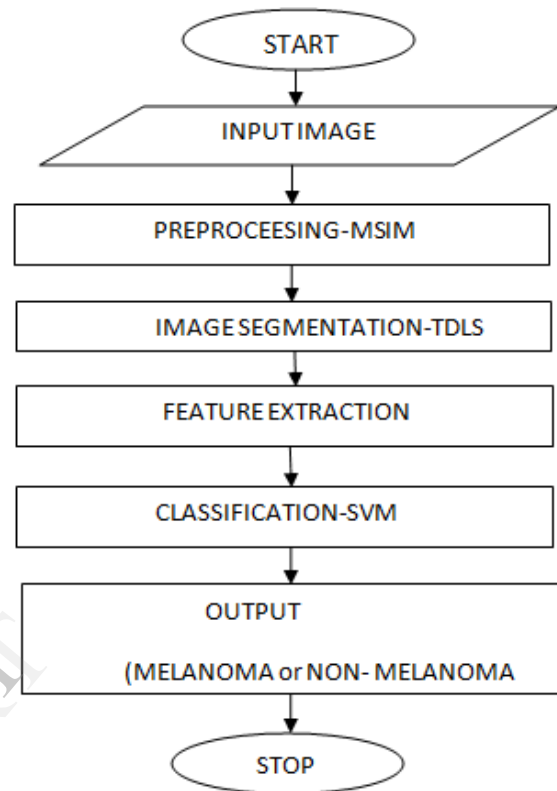 START
INPUT IMAGE
PREPROCEESING-MSIM
IMAGE SEGMENTATION-TDLS
FEATURE EXTRACTION
CLASSIFICATION-SVM
OUTPUT
(MELANOMA or NON- MELANOMA
STOP